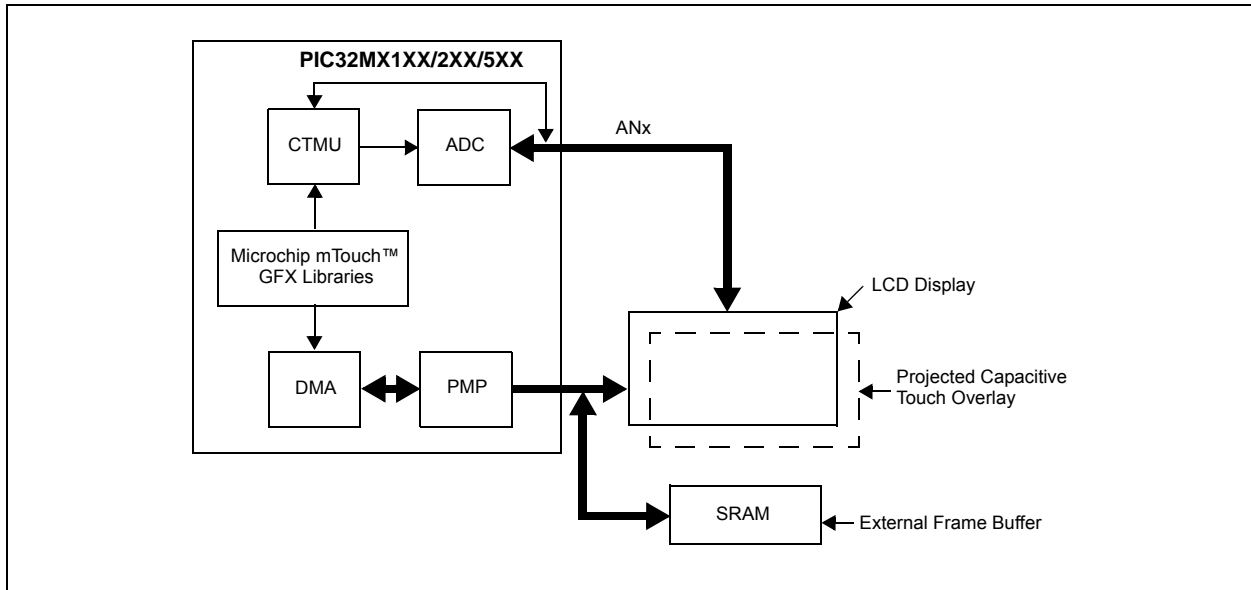 PIC32MX1XX/2XX/5XX
CTMU
ADC
ANx
Microchip mTouch™
GFX Libraries
LCD Display
DMA
PMP
Projected Capacitive
Touch Overlay
SRAM
External Frame Buffer